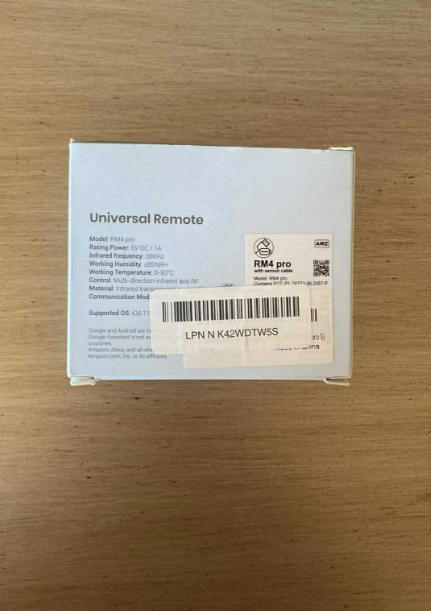 Universal Remote
Model: RM4 pro
Rating Power: 5V DC / 1A
Infrared frequency: 38KHz
Working Humidity: ≤85%RH
Working Temperature: 0-50°C
Control: Multi-direction infrared and RF
Material: Infrared
Communication
Supported OS: iOS
Google and Android are
Google Assistant is not
countries.
Amazon, Alexa, and all
Amazon.com, Inc. or its affiliates
AMZ
RM4 pro
with sensor cable
Model: RM4 pro
LPN N K42WDTW5S